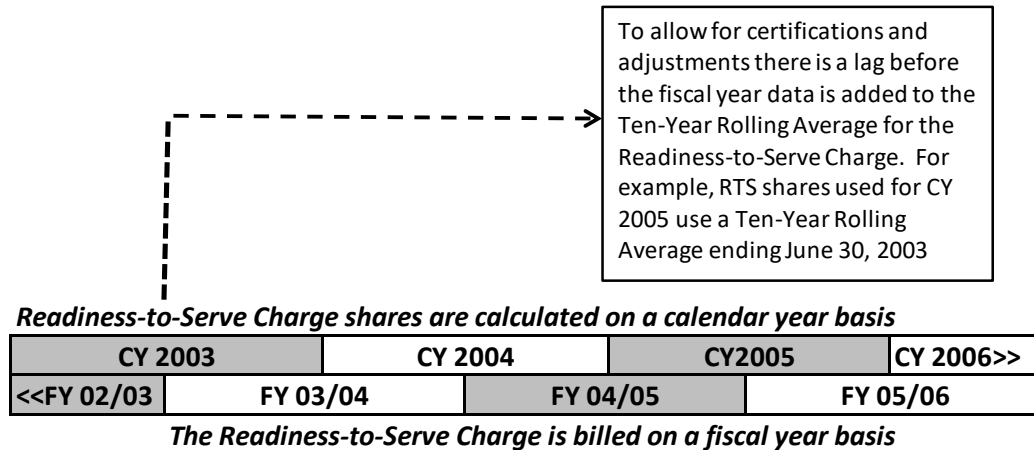 To allow for certifications and
adjustments there is a lag before
the fiscal year data is added to the
Ten-Year Rolling Average for the
Readiness-to-Serve Charge. For
example, RTS shares used for CY
2005 use a Ten-Year Rolling
Average ending June 30, 2003
Readiness-to-Serve Charge shares are calculated on a calendar year basis
CY 2003 CY 2004 CY2005 CY 2006>>
<<FY 02/03 FY 03/04 FY 04/05 FY 05/06
The Readiness-to-Serve Charge is billed on a fiscal year basis